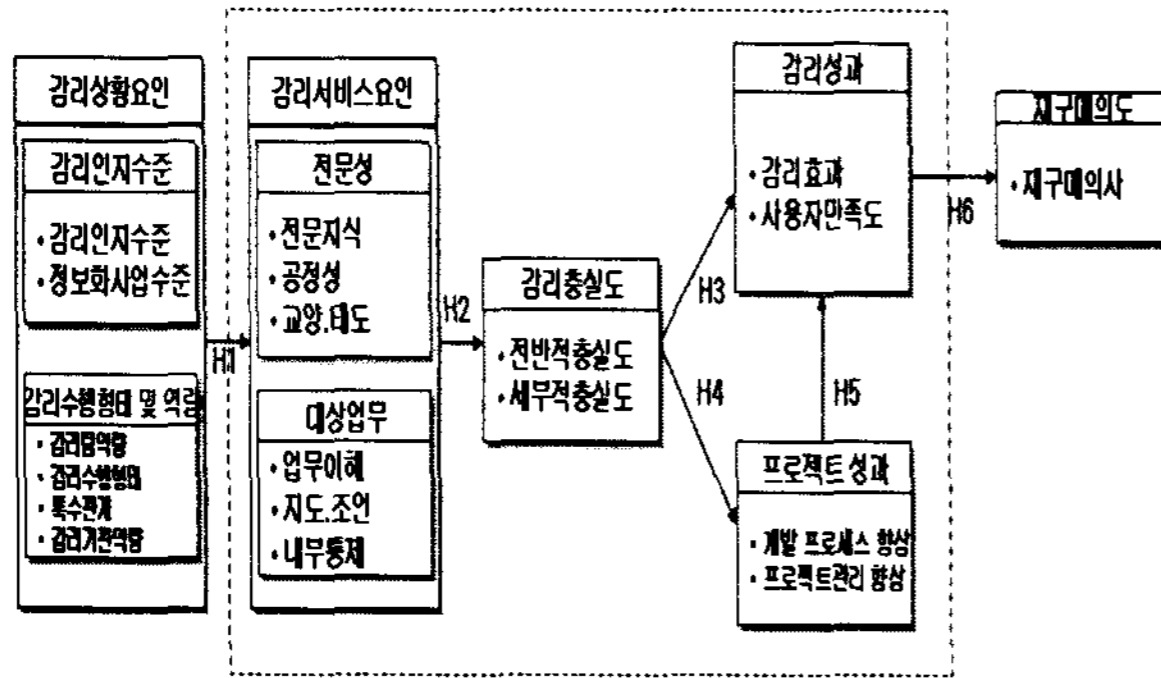 감리상황요인
감리인지수준
• 감리인지수준
• 정보화사업수준
감리수행형태 및 역량
• 감리팀역량
• 감리수행형태
• 특수관계
• 감리기관역량
H1
감리서비스요인
전문성
• 전문지식
• 공정성
• 교양.태도
대상업무
• 업무이해
• 지도.조언
• 내부통제
H2
감리충실도
• 전반적충실도
• 세부적충실도
H3
H4
감리성과
• 감리효과
• 사용자만족도
H5
프로젝트성과
• 개발 프로세스 향상
• 프로젝트관리 향상
H6
재구매의도
• 재구매의사